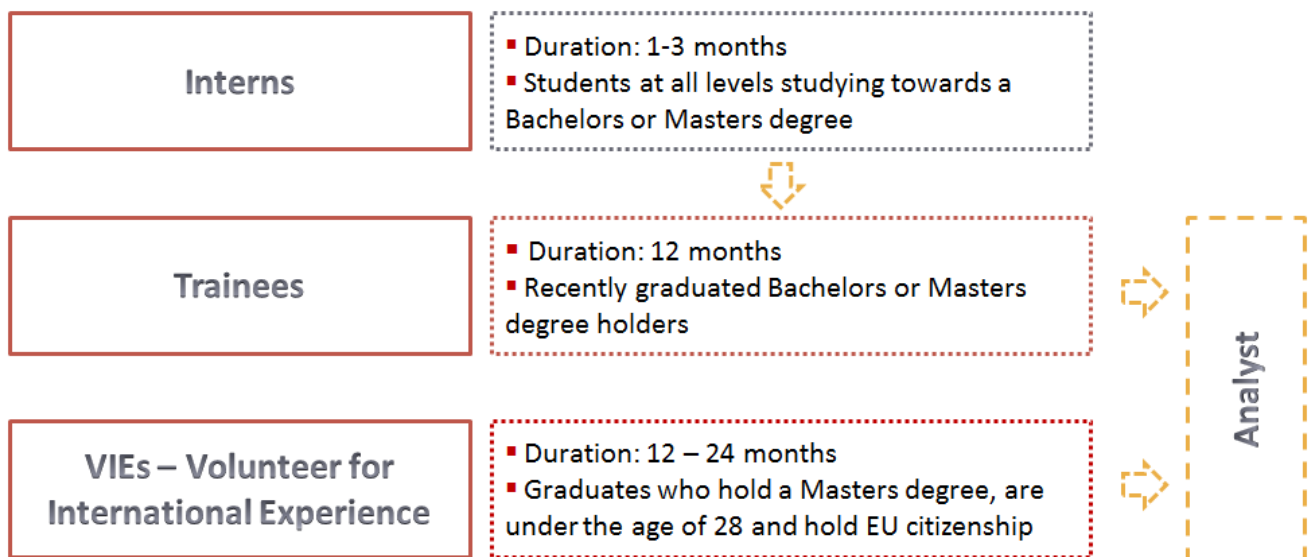 Interns
▪ Duration: 1-3 months
▪ Students at all levels studying towards a
Bachelors or Masters degree
Trainees
▪ Duration: 12 months
▪ Recently graduated Bachelors or Masters
degree holders
VIEs – Volunteer for
International Experience
▪ Duration: 12 – 24 months
▪ Graduates who hold a Masters degree, are
under the age of 28 and hold EU citizenship
Analyst